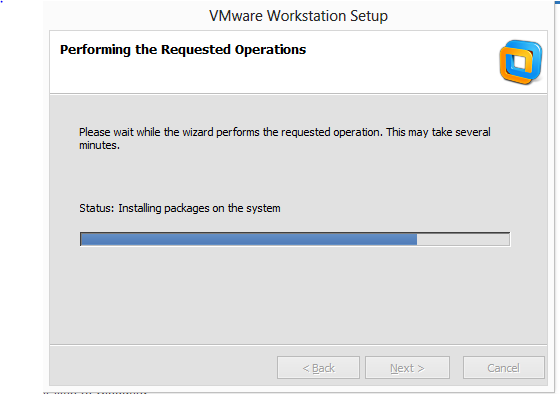 VMware Workstation Setup
Performing the Requested Operations
Please wait while the wizard performs the requested operation. This may take several
minutes.
Status: Installing packages on the system
< Back
Next >
Cancel